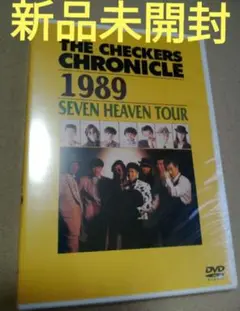 新品未開封
THE CHECKERS
CHRONICLE
1989
SEVEN HEAVEN TOUR
DVD